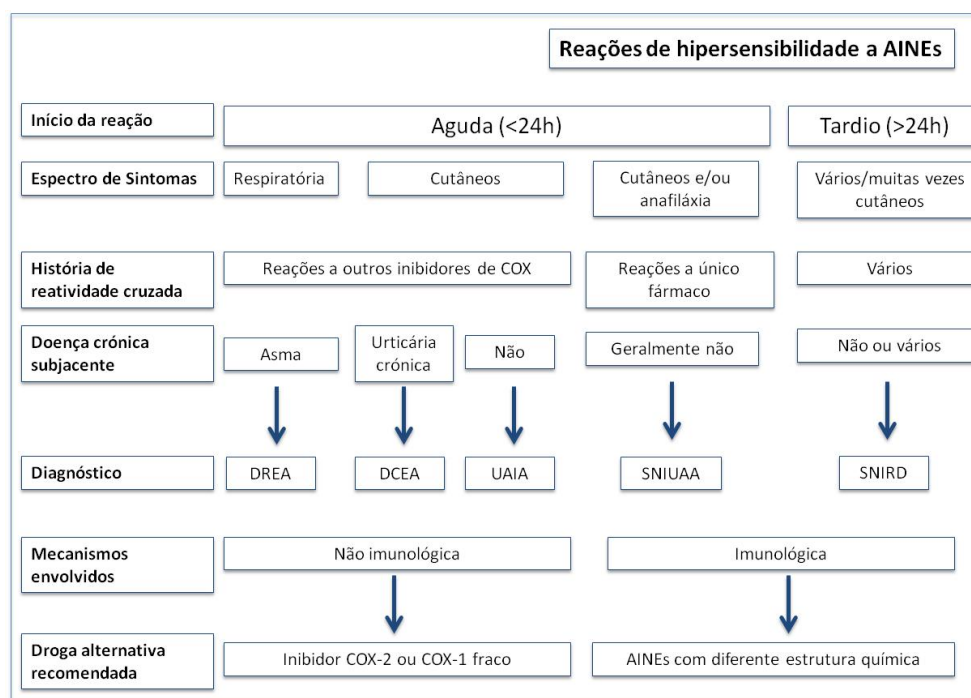 Reações de hipersensibilidade a AINEs
Início da reação
Aguda (<24h)
Tardio (>24h)
Espectro de Sintomas
Respiratória
Cutâneos
Cutâneos e/ou
anafiláxia
Vários/muitas vezes
cutâneos
História de
reatividade cruzada
Reações a outros inibidores de COX
Reações a único
fármaco
Vários
Doença crónica
subjacente
Asma
Urticária
crónica
Não
Geralmente não
Não ou vários
Diagnóstico
DREA
DCEA
UAIA
SNIUAA
SNIRD
Mecanismos
envolvidos
Não imunológica
Imunológica
Droga alternativa
recomendada
Inibidor COX-2 ou COX-1 fraco
AINEs com diferente estrutura química